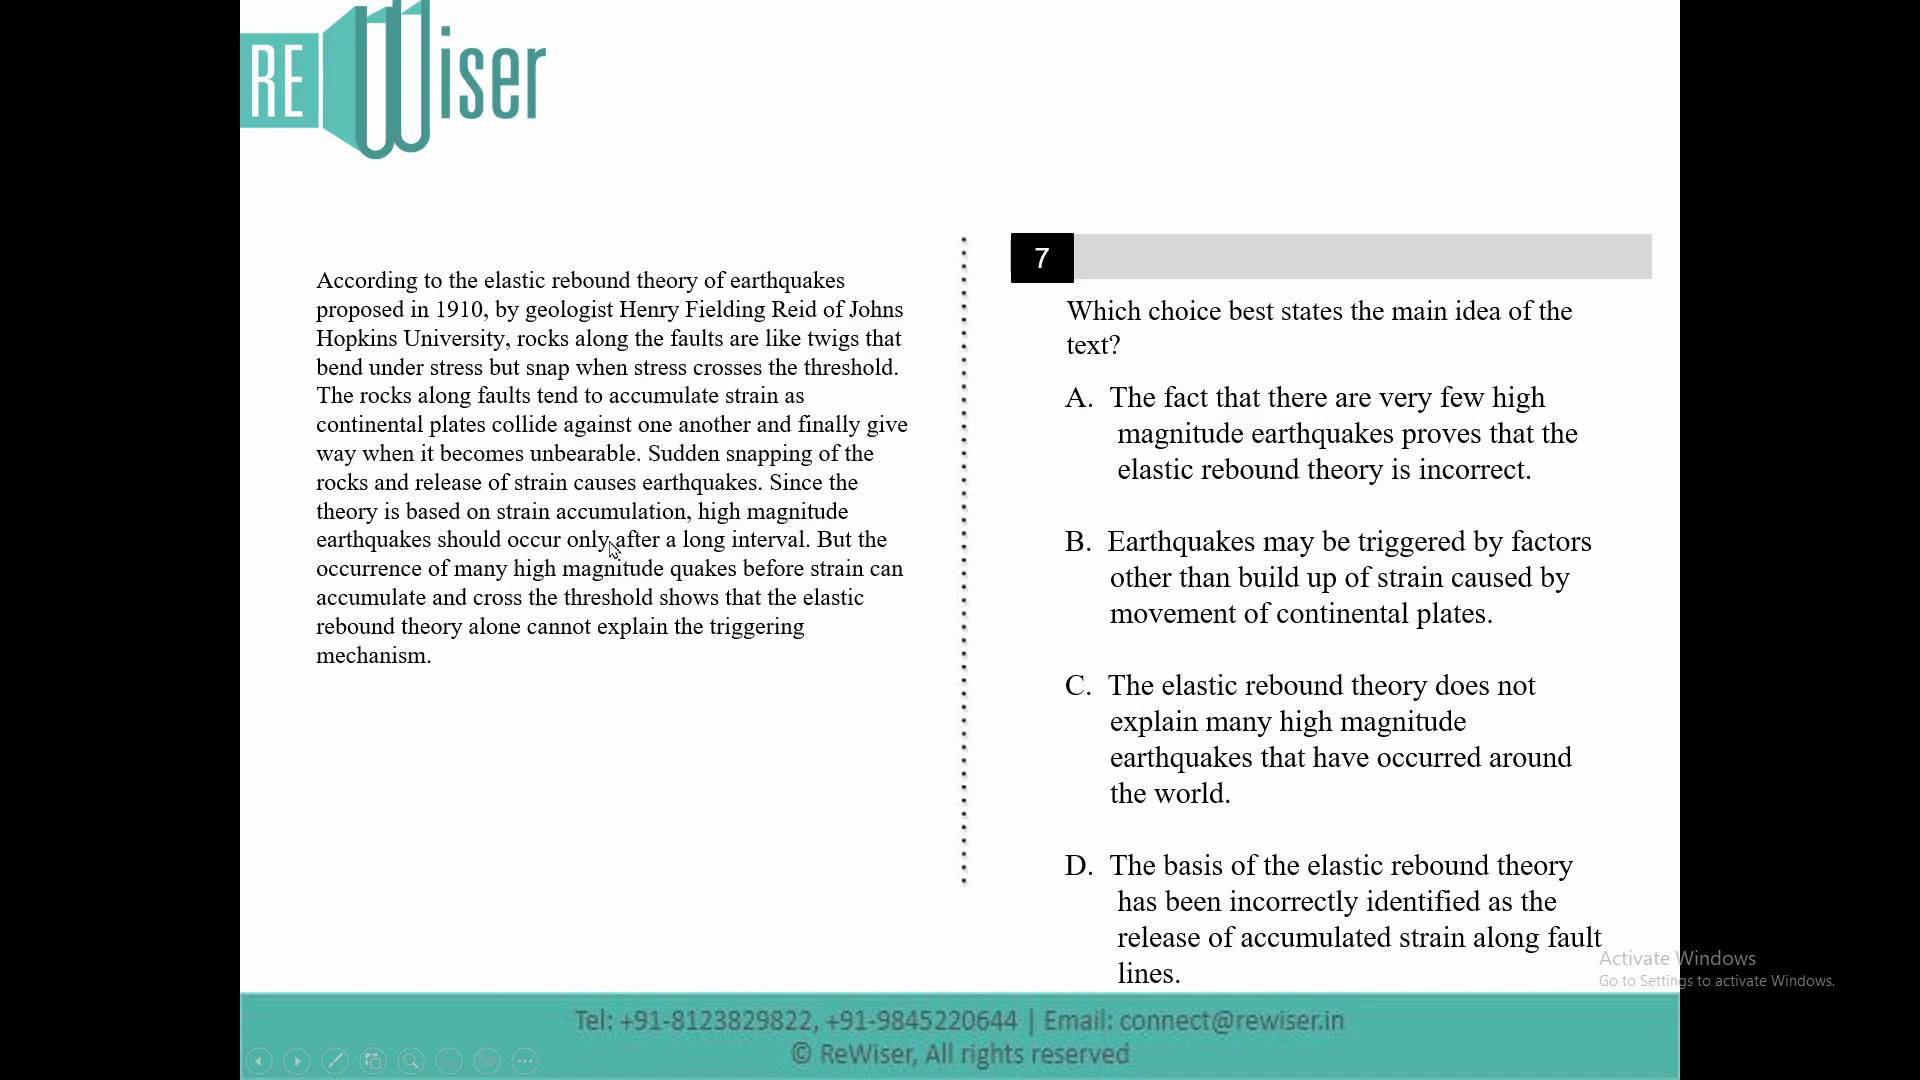 RE Wiser
According to the elastic rebound theory of earthquakes
proposed in 1910, by geologist Henry Fielding Reid of Johns
Hopkins University, rocks along the faults are like twigs that
bend under stress but snap when stress crosses the threshold.
The rocks along faults tend to accumulate strain as
continental plates collide against one another and finally give
way when it becomes unbearable. Sudden snapping of the
rocks and release of strain causes earthquakes. Since the
theory is based on strain accumulation, high magnitude
earthquakes should occur only after a long interval. But the
occurrence of many high magnitude quakes before strain can
accumulate and cross the threshold shows that the elastic
rebound theory alone cannot explain the triggering
mechanism.
7
Which choice best states the main idea of the
text?
A. The fact that there are very few high
magnitude earthquakes proves that the
elastic rebound theory is incorrect.
B. Earthquakes may be triggered by factors
other than build up of strain caused by
movement of continental plates.
C. The elastic rebound theory does not
explain many high magnitude
earthquakes that have occurred around
the world.
D. The basis of the elastic rebound theory
has been incorrectly identified as the
release of accumulated strain along fault
lines.
Activate Windows
Go to Settings to activate Windows.
Tel: +91-8123829822, +91-9845220644 | Email: connect@rewiser.in
© ReWiser, All rights reserved